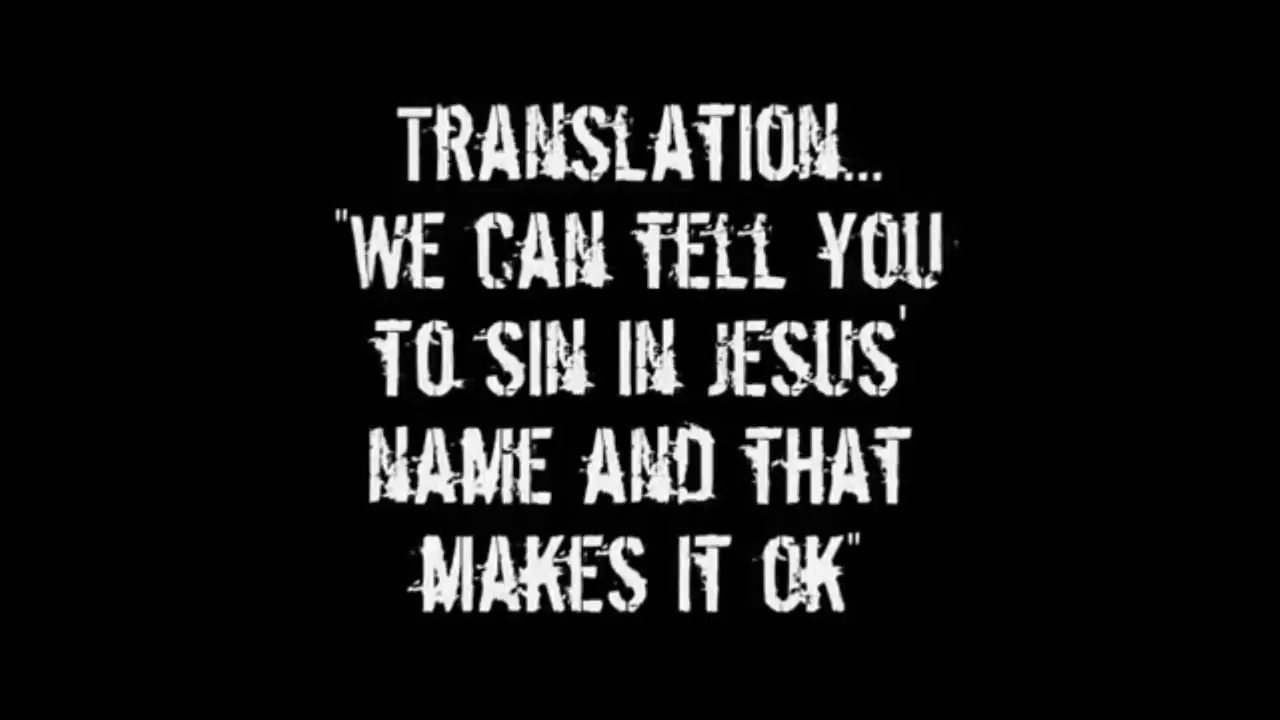 TRANSLATION...
"WE CAN TELL YOU
TO SIN IN JESUS'
NAME AND THAT
MAKES IT OK"